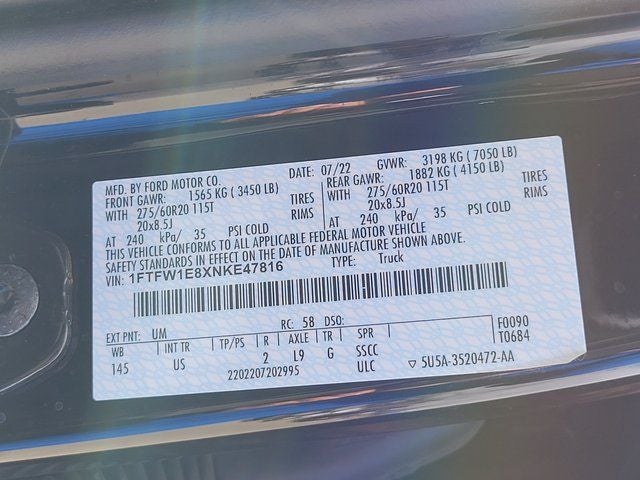 MFD. BY FORD MOTOR CO.
DATE: 07/22 GVWR: 3198 KG ( 7050 LB)
FRONT GAWR: 1565 KG ( 3450 LB) REAR GAWR: 1882 KG ( 4150 LB)
WITH 275/60R20 115T TIRES WITH 275/60R20 115T TIRES
20x8.5J RIMS 20x8.5J RIMS
AT 240 kPa/ 35 PSI COLD AT 240 kPa/ 35 PSI COLD
THIS VEHICLE CONFORMS TO ALL APPLICABLE FEDERAL MOTOR VEHICLE
SAFETY STANDARDS IN EFFECT ON THE DATE OF MANUFACTURE SHOWN ABOVE.
VIN: 1FTFW1E8XNKE47816 TYPE: Truck
EXT PNT: UM RC: 58 DSO: F0090
WB INT TR TP/PS R AXLE TR SPR T0684
145 US 2 L9 G SSCC
2202207202995 ULC ▽ 5U5A-3520472-AA